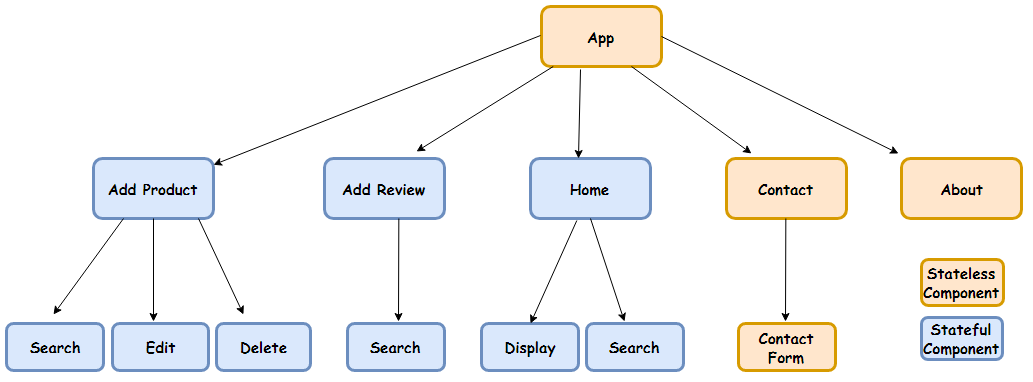 App
Add Product
Add Review
Home
Contact
About
Stateless
Component
Stateful
Component
Search
Edit
Delete
Search
Display
Search
Contact
Form